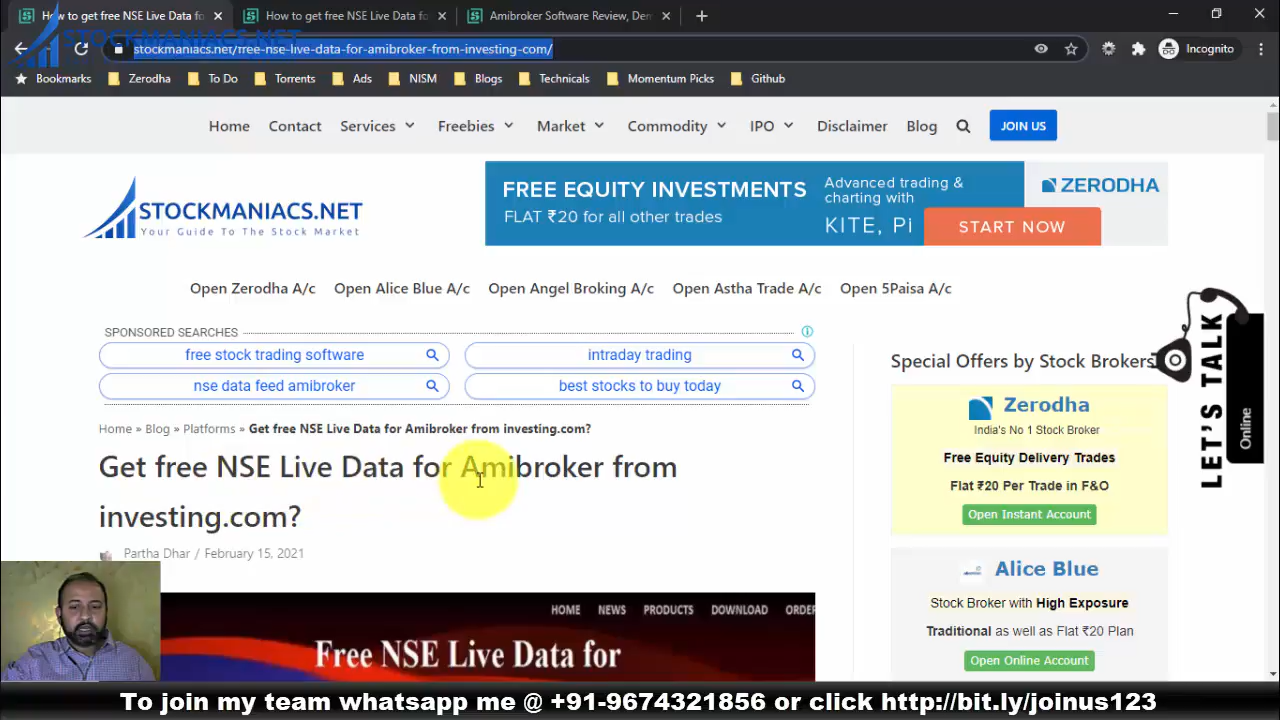 How to get free NSE Live Data fo
How to get free NSE Live Data fo
Amibroker Software Review, Dem
STOCKMANIACS.NET
stockmaniacs.net/free-nse-live-data-for-amibroker-from-investing-com/
Incognito
Bookmarks
Zerodha
To Do
Torrents
Ads
NISM
Blogs
Technicals
Momentum Picks
Github
Home
Contact
Services
Freebies
Market
Commodity
IPO
Disclaimer
Blog
JOIN US
STOCKMANIACS.NET
Your Guide To The Stock Market
FREE EQUITY INVESTMENTS
FLAT ₹20 for all other trades
Advanced trading &
charting with
KITE, Pi
ZERODHA
START NOW
Open Zerodha A/c
Open Alice Blue A/c
Open Angel Broking A/c
Open Astha Trade A/c
Open 5Paisa A/c
SPONSORED SEARCHES
free stock trading software
intraday trading
nse data feed amibroker
best stocks to buy today
Home » Blog » Platforms » Get free NSE Live Data for Amibroker from investing.com?
Get free NSE Live Data for Amibroker from
investing.com?
Partha Dhar / February 15, 2021
HOME NEWS PRODUCTS DOWNLOAD ORDER
Free NSE Live Data for
Special Offers by Stock Brokers
Zerodha
India's No 1 Stock Broker
Free Equity Delivery Trades
Flat ₹20 Per Trade in F&O
Open Instant Account
Alice Blue
Stock Broker with High Exposure
Traditional as well as Flat ₹20 Plan
Open Online Account
LET'S TALK
Online
To join my team whatsapp me @ +91-9674321856 or click http://bit.ly/joinus123